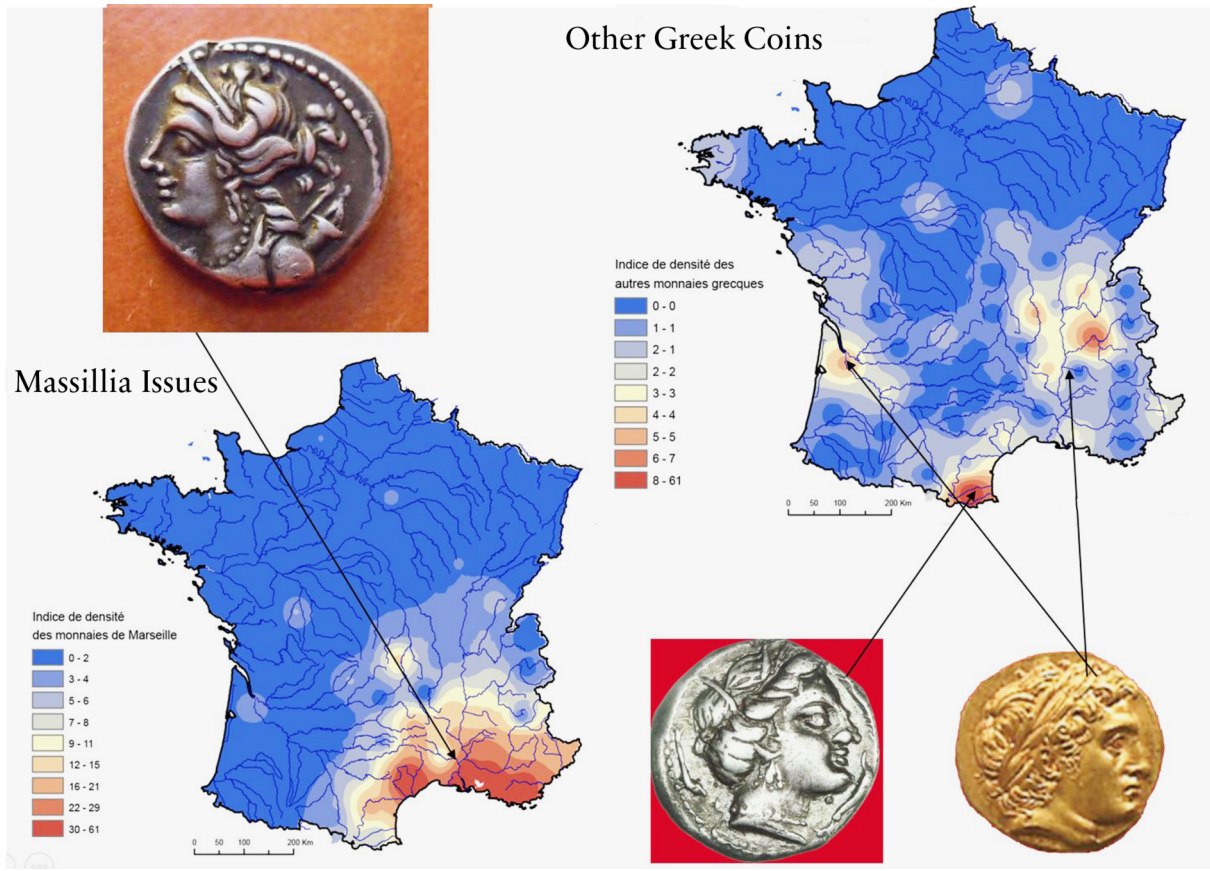 Other Greek Coins
Indice de densité des
autres monnaies grecques
0 - 0
1 - 1
2 - 1
2 - 2
3 - 3
4 - 4
5 - 5
6 - 7
8 - 61
0 50 100 200 Km
Massillia Issues
Indice de densité
des monnaies de Marseille
0 - 2
3 - 4
5 - 6
7 - 8
9 - 11
12 - 15
16 - 21
22 - 29
30 - 61
0 50 100 200 Km